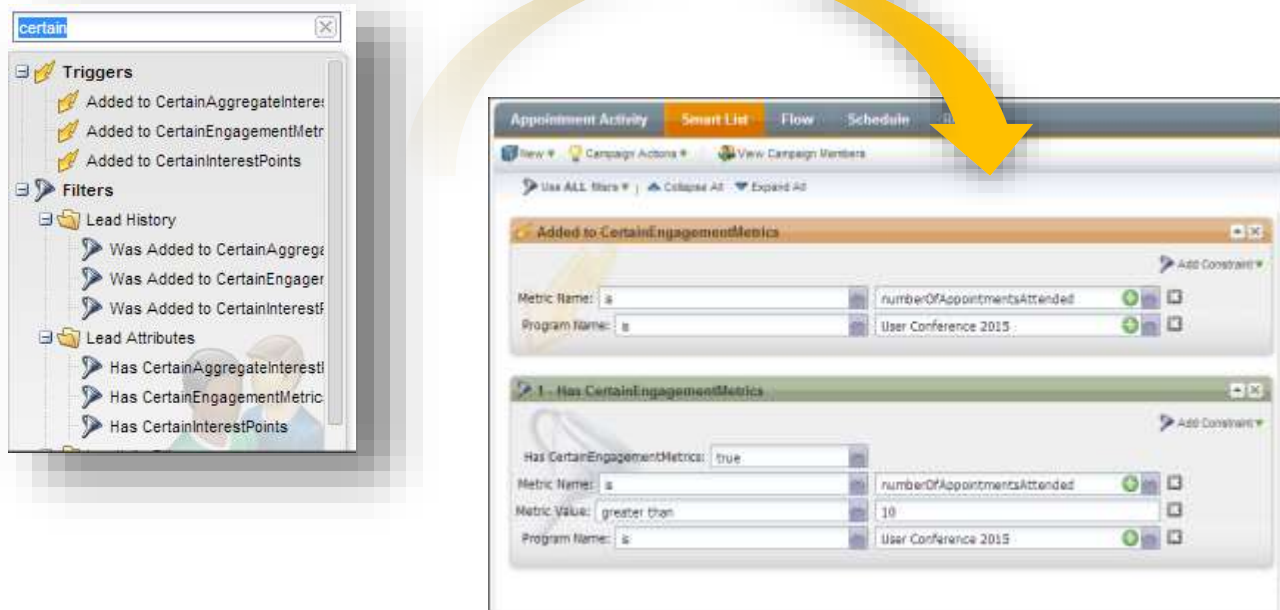 certain
Triggers
Added to CertainAggregateInteres
Added to CertainEngagementMetr
Added to CertainInterestPoints
Filters
Lead History
Was Added to CertainAggrega
Was Added to CertainEngager
Was Added to CertainInterestP
Lead Attributes
Has CertainAggregateInterestI
Has CertainEngagementMetric
Has CertainInterestPoints
Appointment Activity Smart List Flow Schedule
New Campaign Actions View Campaign Members
Use ALL filters | Collapse All Expand All
Added to CertainEngagementMetrics
Add Constraint
Metric Name: is numberOfAppointmentsAttended
Program Name: is User Conference 2015
1 - Has CertainEngagementMetrics
Add Constraint
Has CertainEngagementMetrics: true
Metric Name: is numberOfAppointmentsAttended
Metric Value: greater than 10
Program Name: is User Conference 2015